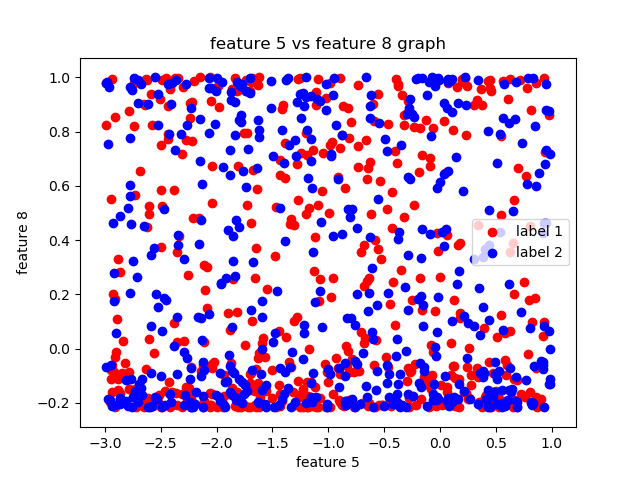 feature 5 vs feature 8 graph
1.0
0.8
0.6
0.4
0.2
0.0
−0.2
feature 8
label 1
label 2
−3.0 −2.5 −2.0 −1.5 −1.0 −0.5 0.0 0.5 1.0
feature 5